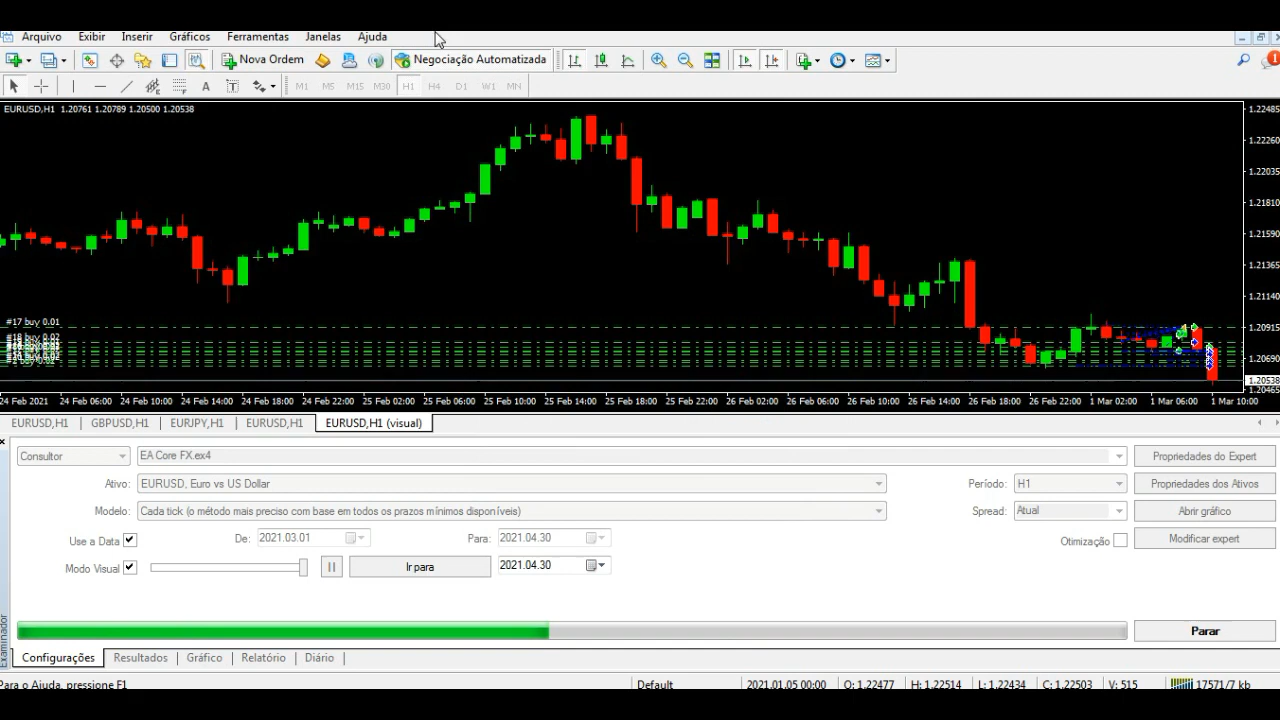 Arquivo Exibir Inserir Gráficos Ferramentas Janelas Ajuda
Nova Ordem Negociação Automatizada
A T M1 M5 M15 M30 H1 H4 D1 W1 MN
EURUSD,H1 1.20761 1.20789 1.20500 1.20538
1.22485
1.22260
1.22035
1.21810
1.21590
1.21365
1.21140
#17 buy 0.01
1.20915
1.20690
1.20538
1.20465
24 Feb 2021 24 Feb 06:00 24 Feb 10:00 24 Feb 14:00 24 Feb 18:00 24 Feb 22:00 25 Feb 02:00 25 Feb 06:00 25 Feb 10:00 25 Feb 14:00 25 Feb 18:00 25 Feb 22:00 26 Feb 02:00 26 Feb 06:00 26 Feb 10:00 26 Feb 14:00 26 Feb 18:00 26 Feb 22:00 1 Mar 02:00 1 Mar 06:00 1 Mar 10:00
EURUSD,H1 GBPUSD,H1 EURJPY,H1 EURUSD,H1 EURUSD,H1 (visual)
Consultor EA Core FX.ex4 Propriedades do Expert
Ativo: EURUSD, Euro vs US Dollar Período: H1 Propriedades dos Ativos
Modelo: Cada tick (o método mais preciso com base em todos os prazos mínimos disponíveis) Spread: Atual Abrir gráfico
Use a Data De: 2021.03.01 Para: 2021.04.30 Otimização Modificar expert
Modo Visual Ir para 2021.04.30
Examinador
Parar
Configurações Resultados Gráfico Relatório Diário
Para o Ajuda, pressione F1 Default 2021.01.05 00:00 O: 1.22477 H: 1.22514 L: 1.22434 C: 1.22503 V: 515 17571/7 kb